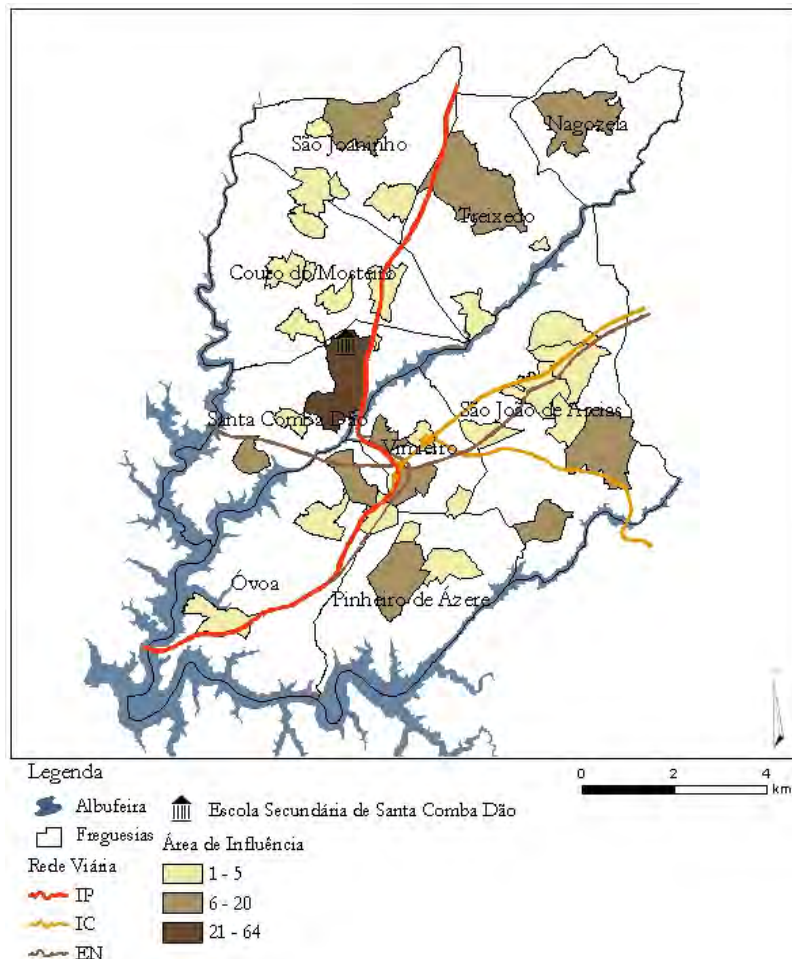 Nagozela
São Joaninho
Treixedo
Couro do Mosteiro
Santa Comba Dão
São João de Areias
Vimieiro
Óvoa
Pinheiro de Ázere
Legenda
Albufeira
Escola Secundária de Santa Comba Dão
Freguesias
Área de Influência
Rede Viária
1 - 5
IP
6 - 20
IC
21 - 64
EN
0 2 4
km